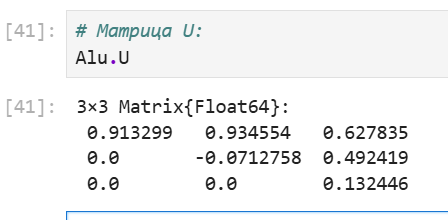 [41]: # Матрица U:
Alu.U
[41]: 3×3 Matrix{Float64}:
0.913299 0.934554 0.627835
0.0 -0.0712758 0.492419
0.0 0.0 0.132446